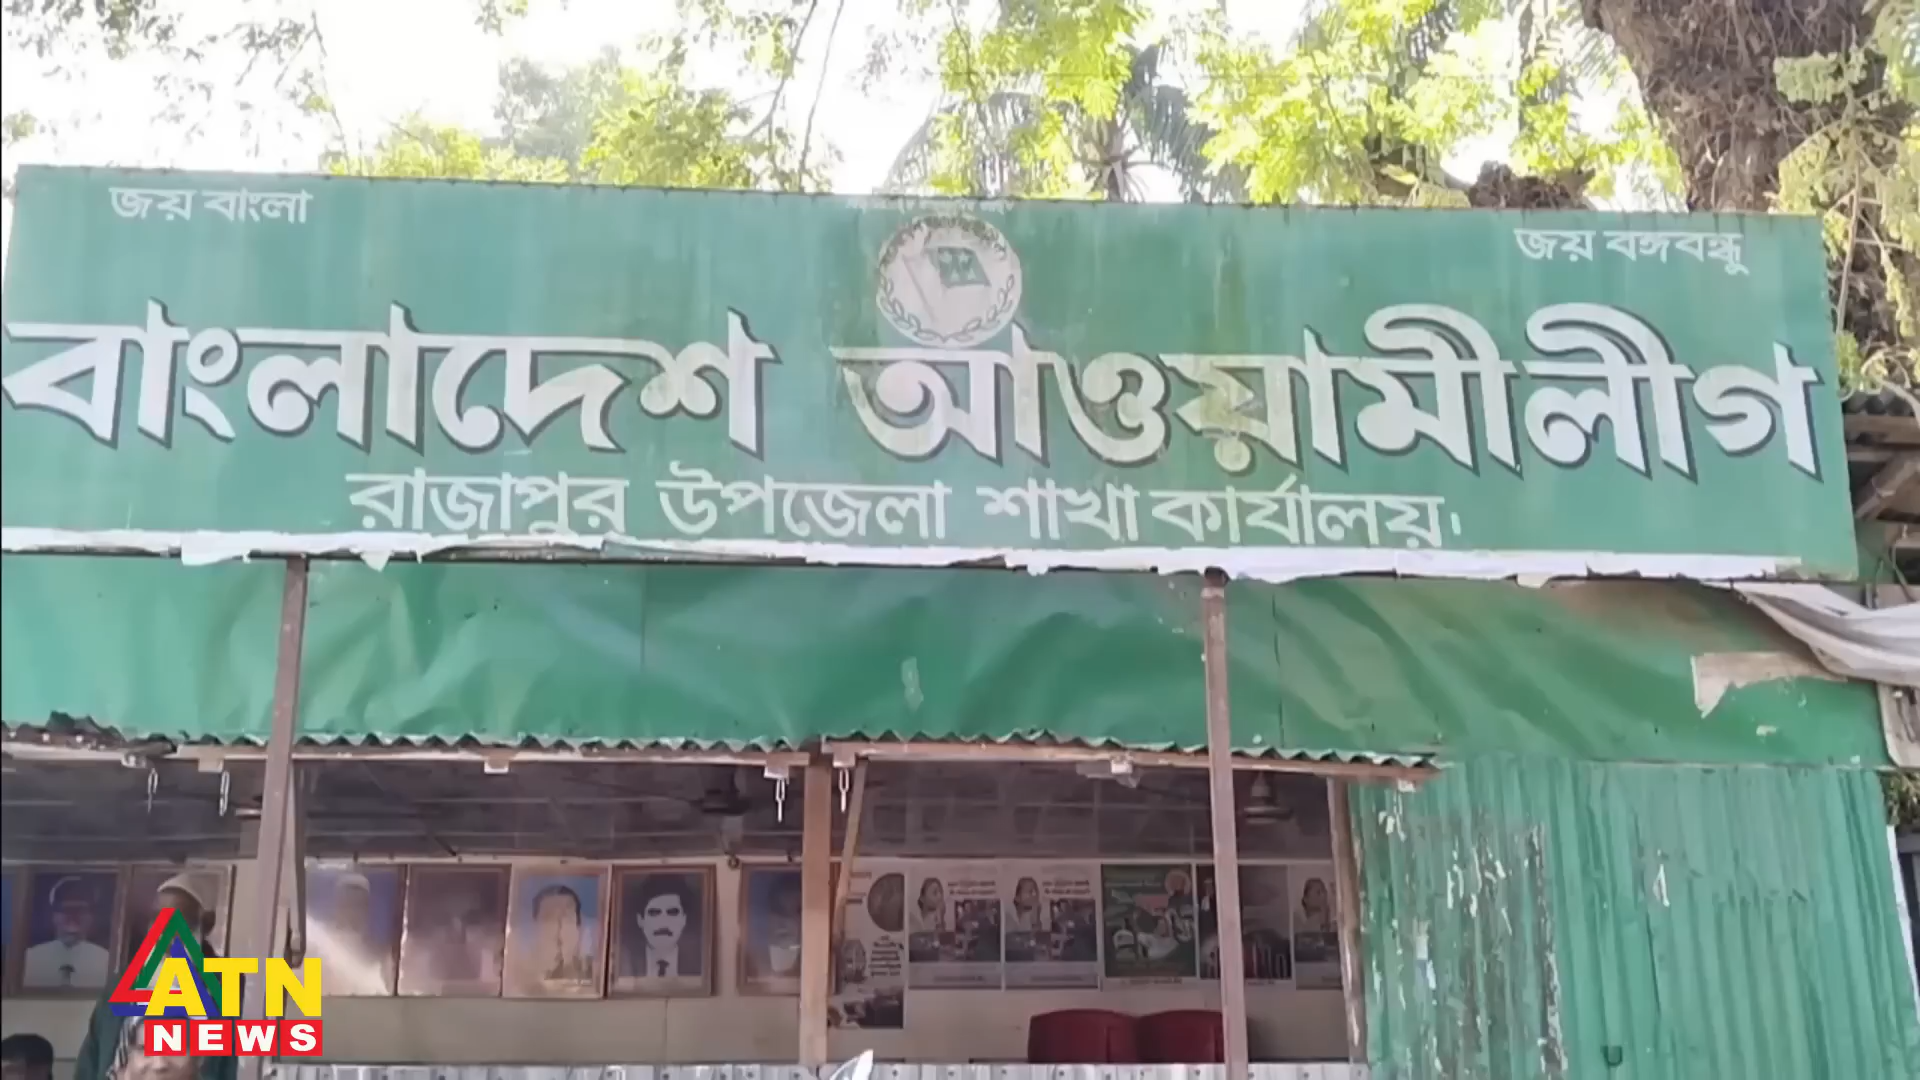 জয় বাংলা
জয় বঙ্গবন্ধু
বাংলাদেশ আওয়ামীলীগ
রাজাপুর উপজেলা শাখা কার্যালয়।
ATN
NEWS